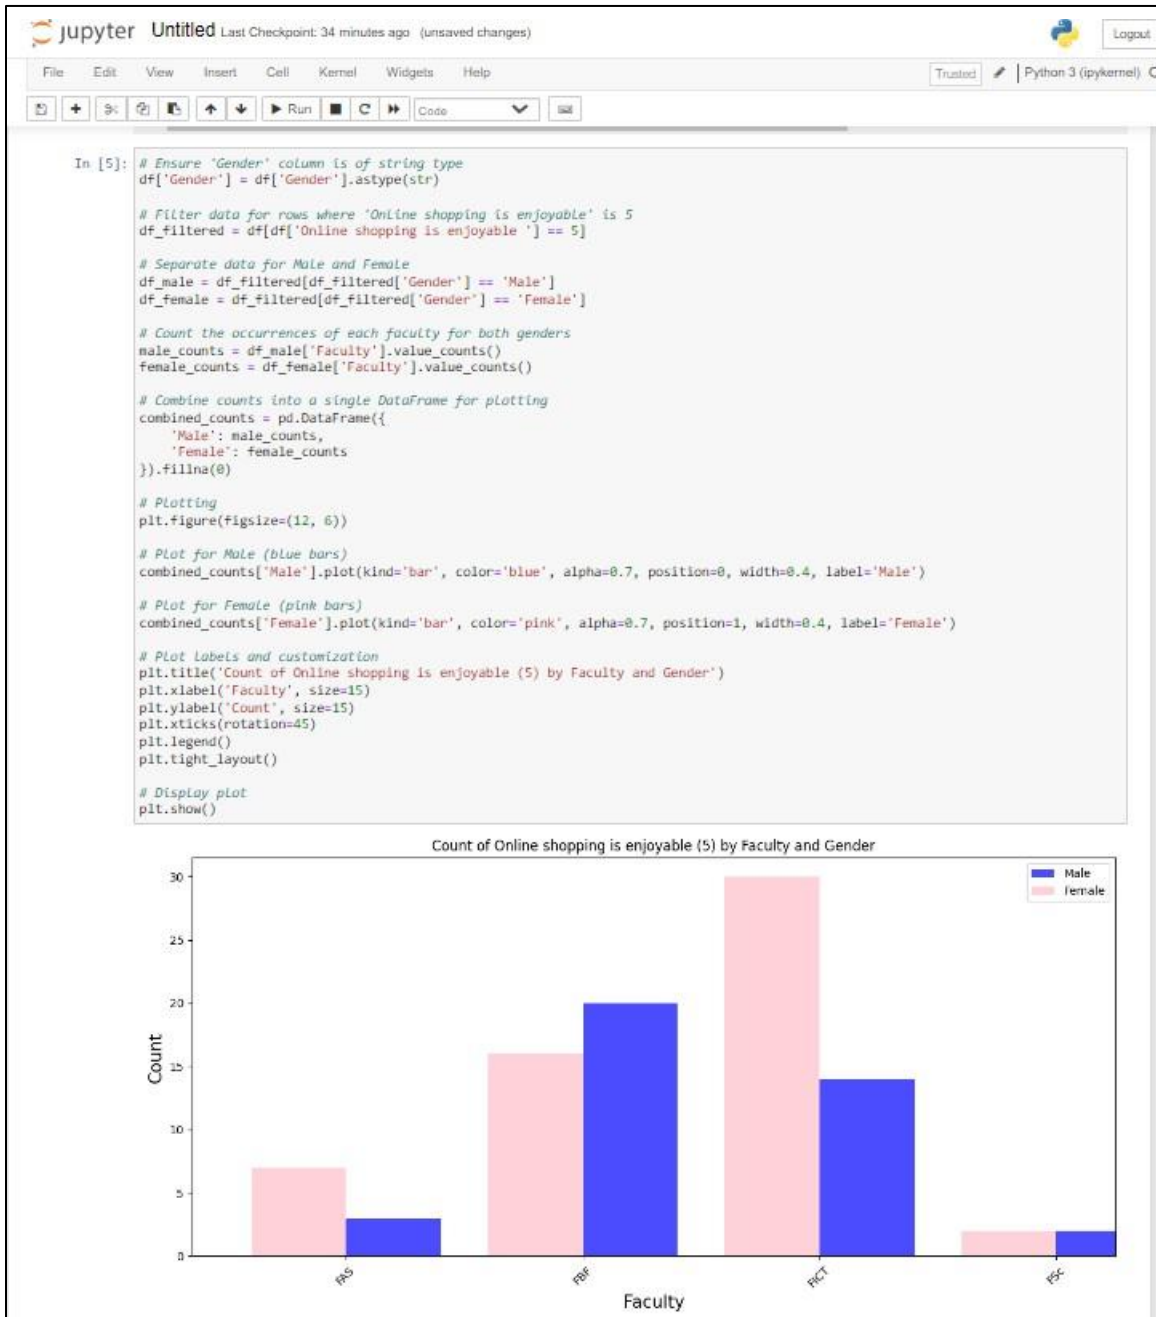 jupyter Untitled Last Checkpoint: 34 minutes ago (unsaved changes)
Logout
File Edit View Insert Cell Kernel Widgets Help
Trusted Python 3 (ipykernel)
Run Code
In [5]: # Ensure 'Gender' column is of string type
df['Gender'] = df['Gender'].astype(str)
# Filter data for rows where 'Online shopping is enjoyable' is 5
df_filtered = df[df['Online shopping is enjoyable '] == 5]
# Separate data for Male and Female
df_male = df_filtered[df_filtered['Gender'] == 'Male']
df_female = df_filtered[df_filtered['Gender'] == 'Female']
# Count the occurrences of each faculty for both genders
male_counts = df_male['Faculty'].value_counts()
female_counts = df_female['Faculty'].value_counts()
# Combine counts into a single DataFrame for plotting
combined_counts = pd.DataFrame({
    'Male': male_counts,
    'Female': female_counts
}).fillna(0)
# Plotting
plt.figure(figsize=(12, 6))
# Plot for Male (blue bars)
combined_counts['Male'].plot(kind='bar', color='blue', alpha=0.7, position=0, width=0.4, label='Male')
# Plot for Female (pink bars)
combined_counts['Female'].plot(kind='bar', color='pink', alpha=0.7, position=1, width=0.4, label='Female')
# Plot labels and customization
plt.title('Count of Online shopping is enjoyable (5) by Faculty and Gender')
plt.xlabel('Faculty', size=15)
plt.ylabel('Count', size=15)
plt.xticks(rotation=45)
plt.legend()
plt.tight_layout()
# Display plot
plt.show()
Count of Online shopping is enjoyable (5) by Faculty and Gender
Male
Female
30
25
20
15
10
5
0
Count
FAS FBF FICT FSc
Faculty